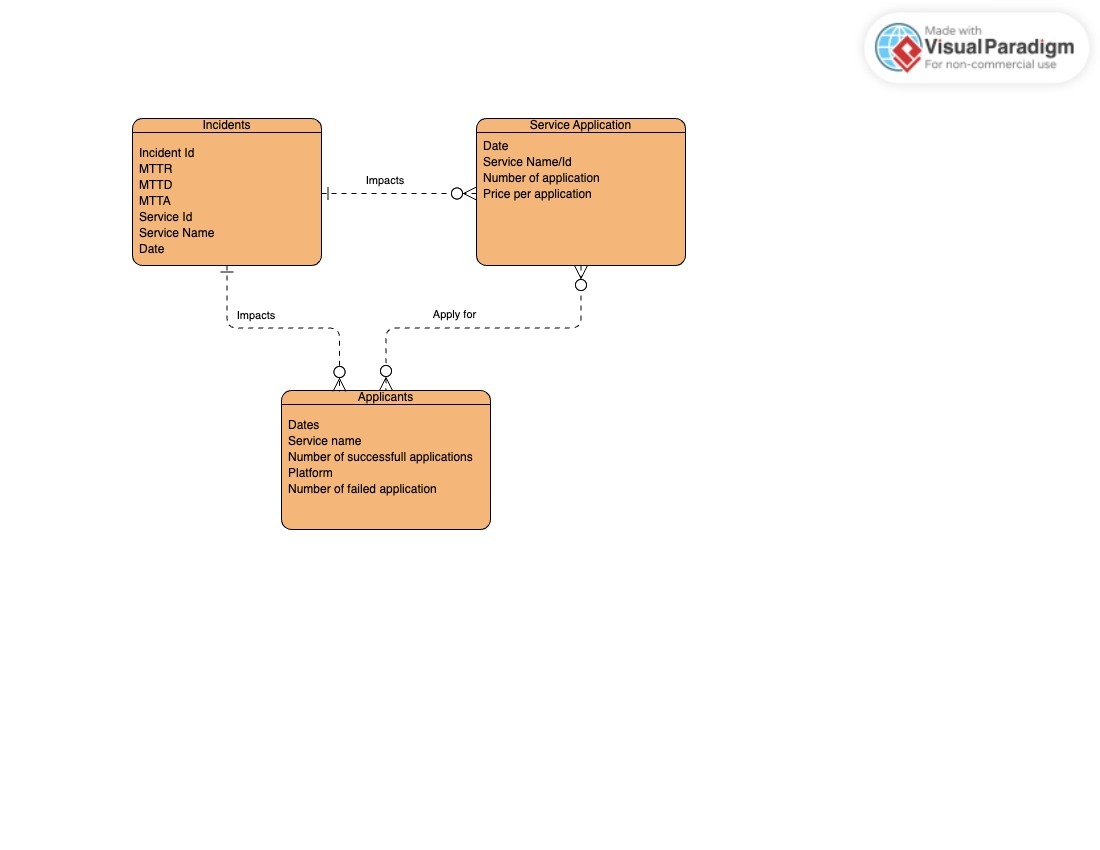 Made with
Visual Paradigm
For non-commercial use
Incidents
Incident Id
MTTR
MTTD
MTTA
Service Id
Service Name
Date
Impacts
Service Application
Date
Service Name/Id
Number of application
Price per application
Impacts
Apply for
Applicants
Dates
Service name
Number of successfull applications
Platform
Number of failed application